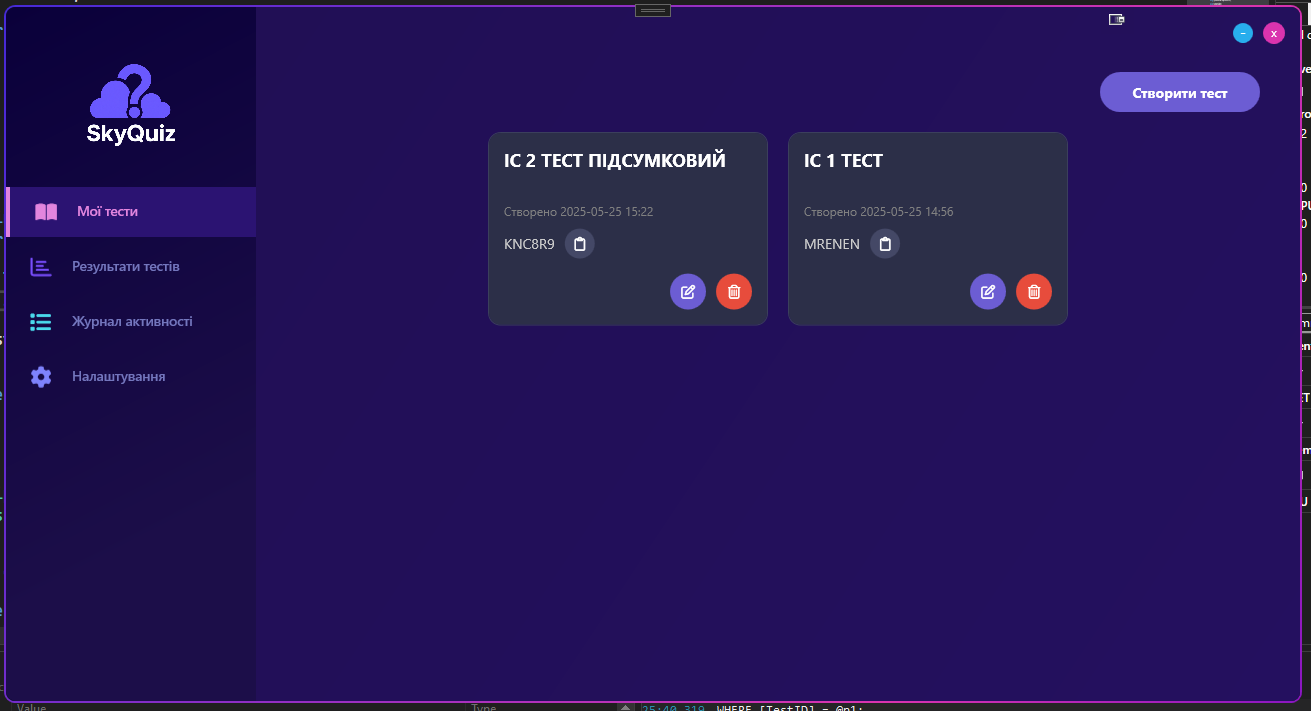 SkyQuiz
Мої тести
Результати тестів
Журнал активності
Налаштування
Створити тест
ІС 2 ТЕСТ ПІДСУМКОВИЙ
Створено 2025-05-25 15:22
KNC8R9
ІС 1 ТЕСТ
Створено 2025-05-25 14:56
MRENEN
Value
Type
25:40.319 WHERE [TestID] = @p1;